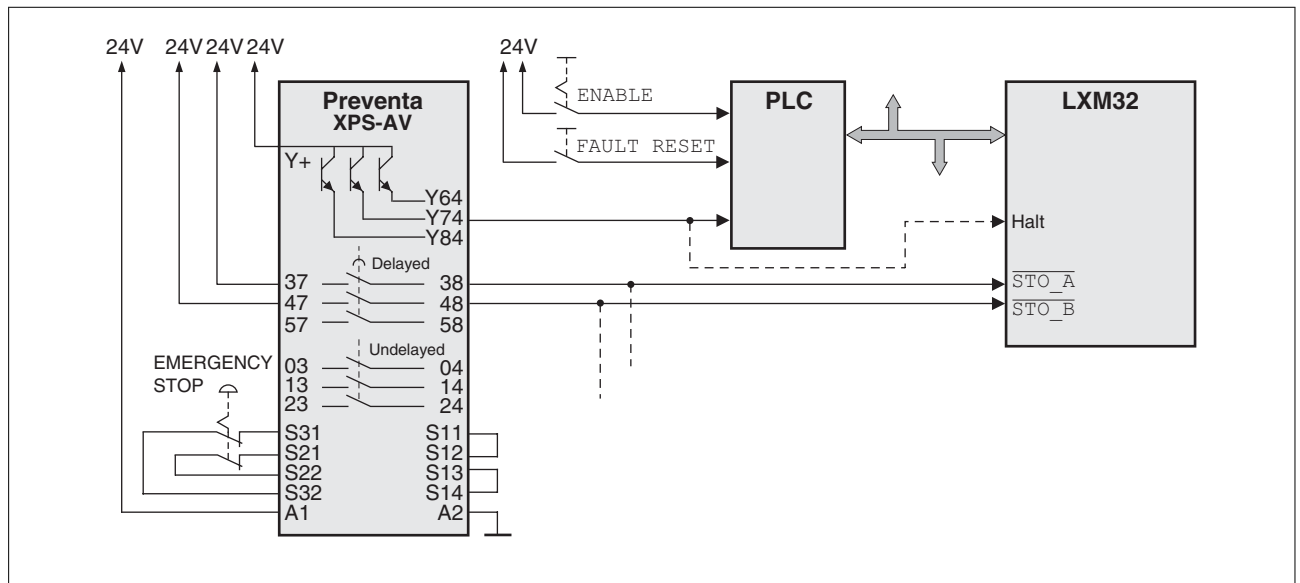 24V 24V 24V 24V 24V
Preventa
XPS-AV
Y+
Y64
Y74
Y84
Delayed
37 38
47 48
57 58
Undelayed
03 04
13 14
23 24
EMERGENCY
STOP
S31 S11
S21 S12
S22 S13
S32 S14
A1 A2
ENABLE
FAULT RESET
PLC
LXM32
Halt
STO_A
STO_B